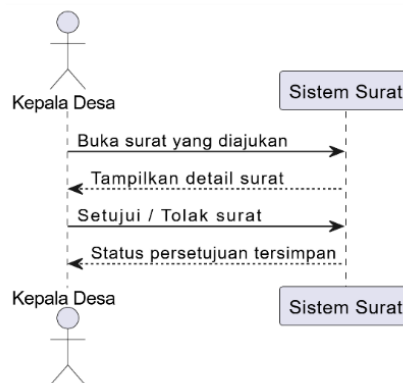 Kepala Desa
Sistem Surat
Buka surat yang diajukan
Tampilkan detail surat
Setujui / Tolak surat
Status persetujuan tersimpan
Kepala Desa
Sistem Surat